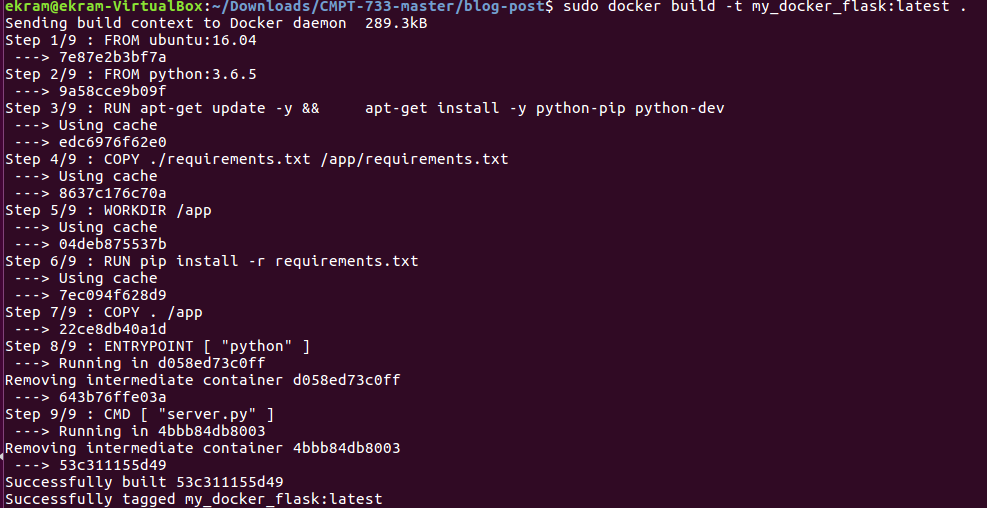 ekram@ekram-VirtualBox:~/Downloads/CMPT-733-master/blog-post$ sudo docker build -t my_docker_flask:latest .
Sending build context to Docker daemon  289.3kB
Step 1/9 : FROM ubuntu:16.04
 ---> 7e87e2b3bf7a
Step 2/9 : FROM python:3.6.5
 ---> 9a58cce9b09f
Step 3/9 : RUN apt-get update -y &&     apt-get install -y python-pip python-dev
 ---> Using cache
 ---> edc6976f62e0
Step 4/9 : COPY ./requirements.txt /app/requirements.txt
 ---> Using cache
 ---> 8637c176c70a
Step 5/9 : WORKDIR /app
 ---> Using cache
 ---> 04deb875537b
Step 6/9 : RUN pip install -r requirements.txt
 ---> Using cache
 ---> 7ec094f628d9
Step 7/9 : COPY . /app
 ---> 22ce8db40a1d
Step 8/9 : ENTRYPOINT [ "python" ]
 ---> Running in d058ed73c0ff
Removing intermediate container d058ed73c0ff
 ---> 643b76ffe03a
Step 9/9 : CMD [ "server.py" ]
 ---> Running in 4bbb84db8003
Removing intermediate container 4bbb84db8003
 ---> 53c311155d49
Successfully built 53c311155d49
Successfully tagged my_docker_flask:latest